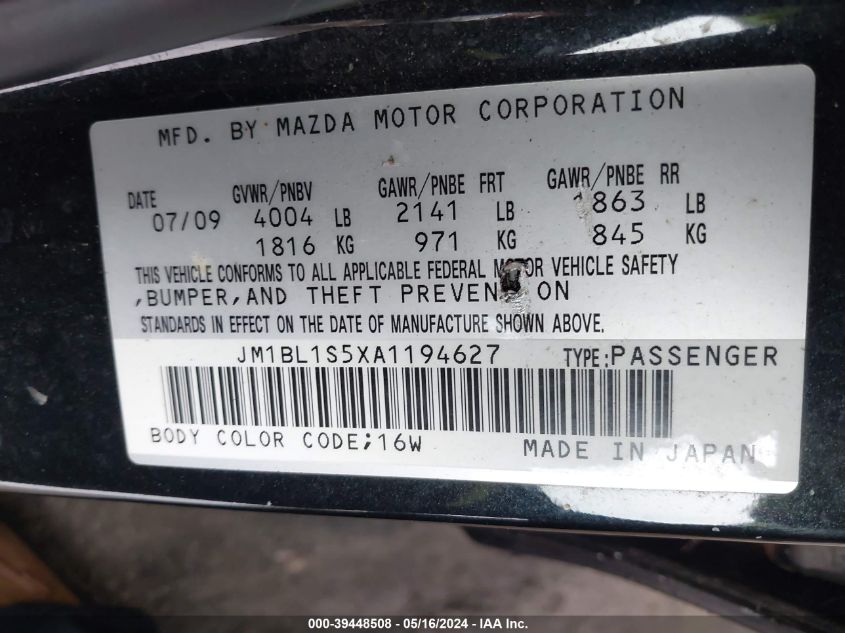 MFD. BY MAZDA MOTOR CORPORATION
DATE GVWR/PNBV GAWR/PNBE FRT GAWR/PNBE RR
07/09 4004 LB 2141 LB 1863 LB
1816 KG 971 KG 845 KG
THIS VEHICLE CONFORMS TO ALL APPLICABLE FEDERAL MOTOR VEHICLE SAFETY
,BUMPER,AND THEFT PREVENTION
STANDARDS IN EFFECT ON THE DATE OF MANUFACTURE SHOWN ABOVE.
JM1BL1S5XA1194627 TYPE:PASSENGER
BODY COLOR CODE;16W MADE IN JAPAN
000-39448508 - 05/16/2024 - IAA Inc.